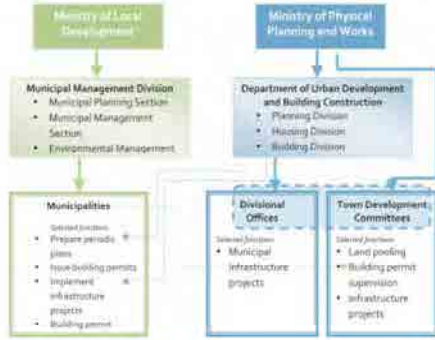 Ministry of Local
Development
Ministry of Physical
Planning and Works
Municipal Management Division
• Municipal Planning Section
• Municipal Management
Section
• Environmental Management
Department of Urban Development
and Building Construction
• Planning Division
• Housing Division
• Building Division
Municipalities
Selected functions
• Prepare periodic
plans
• Issue building permits
• Implement
infrastructure
projects
• Building permit
Divisional
Offices
Selected functions
• Municipal
infrastructure
projects
Town Development
Committees
Selected functions
• Land pooling
• Building permit
supervision
• Infrastructure
projects